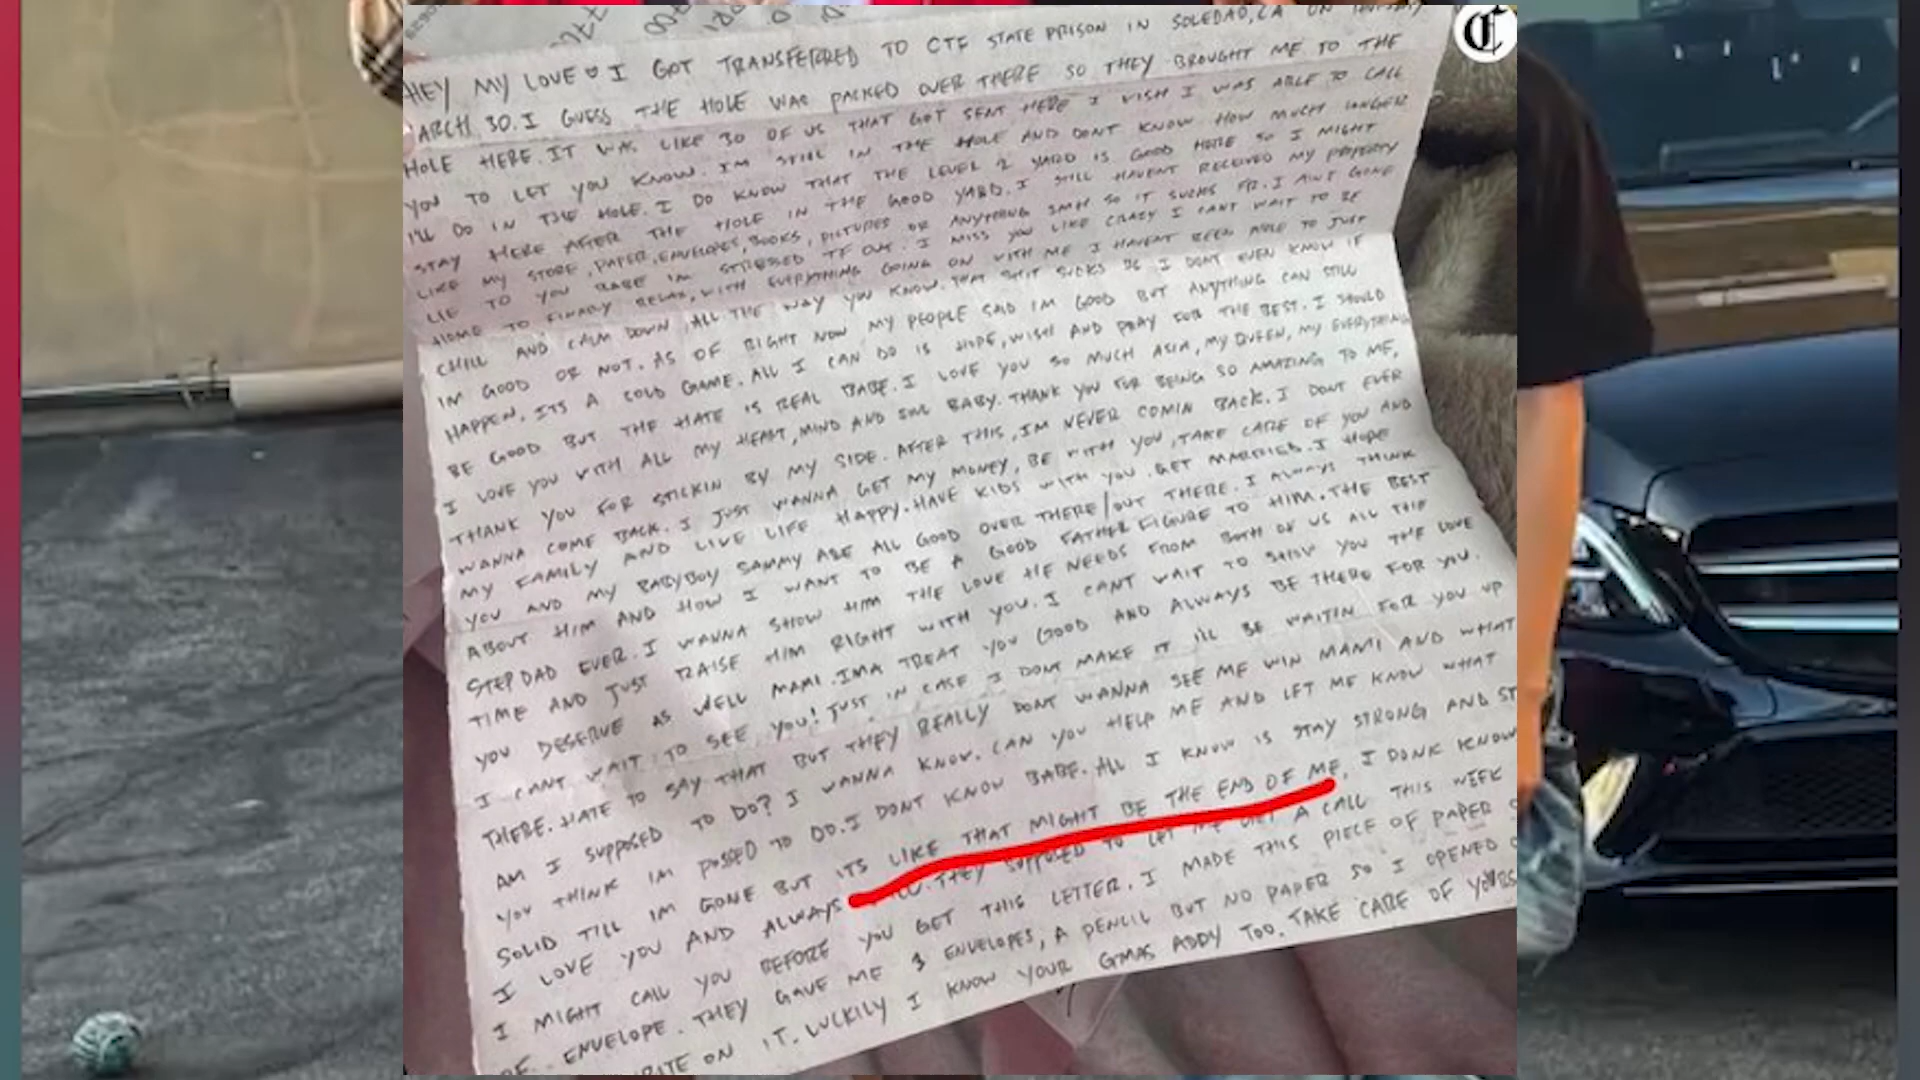 HEY MY LOVE ♡ I GOT TRANSFERRED TO CTF STATE PRISON IN SOLEDAD, CA ON
ARCH 30. I GUESS THE HOLE WAS PACKED OVER THERE SO THEY BROUGHT ME TO THE
HOLE HERE. IT WAS LIKE 30 OF US THAT GOT SENT HERE I WISH I WAS ABLE TO CALL
YOU TO LET YOU KNOW. IM STILL IN THE HOLE AND DONT KNOW HOW MUCH LONGER
I'LL DO IN THE HOLE. I DO KNOW THAT THE LEVEL 2 YARD IS GOOD HERE SO I MIGHT
STAY HERE AFTER THE HOLE IN THE GOOD YARD. I STILL HAVENT RECEIVED MY PROPERTY
LIKE MY STORE, PAPER, ENVELOPES, BOOKS, PICTURES OR ANYTHING SMH SO IT SUCKS FR. I AINT GONE
LIE TO YOU BABE IM STRESSED TF OUT. I MISS YOU LIKE CRAZY I CANT WAIT TO BE
HOME TO FINALLY RELAX, WITH EVERYTHING GOING ON WITH ME I HAVENT BEEN ABLE TO JUST
CHILL AND CALM DOWN ALL THE WAY YOU KNOW. THAT SHIT SUCKS BC I DONT EVEN KNOW IF
IM GOOD OR NOT. AS OF RIGHT NOW MY PEOPLE SAID IM GOOD BUT ANYTHING CAN STILL
HAPPEN. ITS A COLD GAME. ALL I CAN DO IS HOPE, WISH AND PRAY FOR THE BEST. I SHOULD
BE GOOD BUT THE HATE IS REAL BABE. I LOVE YOU SO MUCH ASIA, MY QUEEN, MY EVERYTHING
I LOVE YOU WITH ALL MY HEART, MIND AND SOUL BABY. THANK YOU FOR BEING SO AMAZING TO ME,
THANK YOU FOR STICKIN BY MY SIDE. AFTER THIS, IM NEVER COMIN BACK. I DONT EVER
WANNA COME BACK. I JUST WANNA GET MY MONEY, BE WITH YOU, TAKE CARE OF YOU AND
MY FAMILY AND LIVE LIFE HAPPY. HAVE KIDS WITH YOU. GET MARRIED. I HOPE
YOU AND MY BABYBOY SAMMY ARE ALL GOOD OVER THERE/OUT THERE. I ALWAYS THINK
ABOUT HIM AND HOW I WANT TO BE A GOOD FATHER FIGURE TO HIM. THE BEST
STEP DAD EVER. I WANNA SHOW HIM THE LOVE HE NEEDS FROM BOTH OF US ALL THE
TIME AND JUST RAISE HIM RIGHT WITH YOU. I CANT WAIT TO SHOW YOU THE LOVE
YOU DESERVE AS WELL MAMI. IMA TREAT YOU GOOD AND ALWAYS BE THERE FOR YOU.
I CANT WAIT TO SEE YOU! JUST IN CASE I DONT MAKE IT I'LL BE WAITIN FOR YOU UP
THERE. HATE TO SAY THAT BUT THEY REALLY DONT WANNA SEE ME WIN MAMI AND WHAT
AM I SUPPOSED TO DO? I WANNA KNOW. CAN YOU HELP ME AND LET ME KNOW WHAT
YOU THINK IM POSSED TO DO. I DONT KNOW BABE. ALL I KNOW IS STAY STRONG AND ST
SOLID TILL IM GONE BUT ITS LIKE THAT MIGHT BE THE END OF ME. I DONK KNOW
I LOVE YOU AND ALWAYS THEY SUPPOSED TO LET ME GET A CALL THIS WEEK
I MIGHT CALL YOU BEFORE YOU GET THIS LETTER. I MADE THIS PIECE OF PAPER
ENVELOPE. THEY GAVE ME 3 ENVELOPES, A PENCIL BUT NO PAPER SO I OPENED
ON IT. LUCKILY I KNOW YOUR GMAS ADDY TOO. TAKE CARE OF